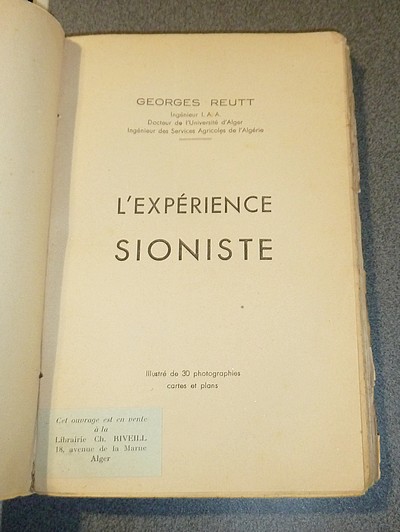 GEORGES REUTT
Ingénieur I. A. A.
Docteur de l'Université d'Alger
Ingénieur des Services Agricoles de l'Algérie
L'EXPÉRIENCE
SIONISTE
Illustré de 30 photographies
cartes et plans
Cet ouvrage est en vente
à la
Librairie Ch. RIVEILL
18, avenue de la Marne
Alger